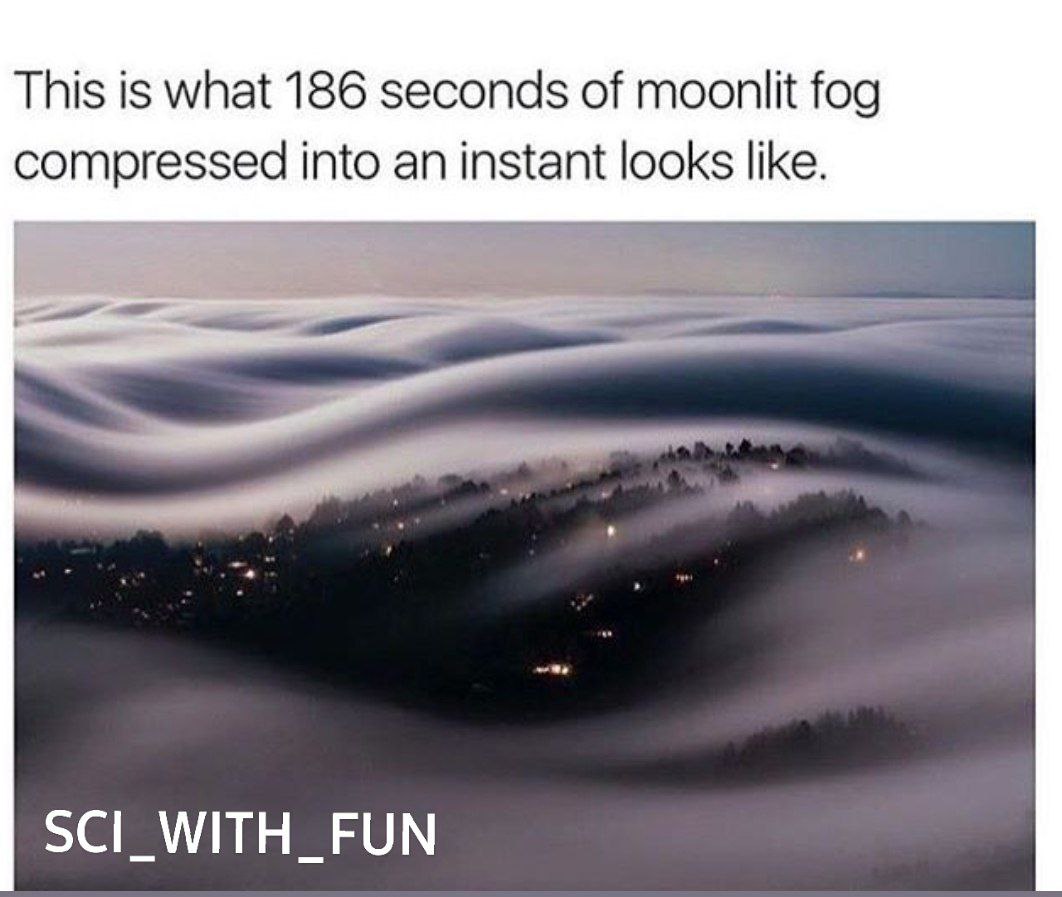 This is what 186 seconds of moonlit fog
compressed into an instant looks like.
SCI_WITH_FUN